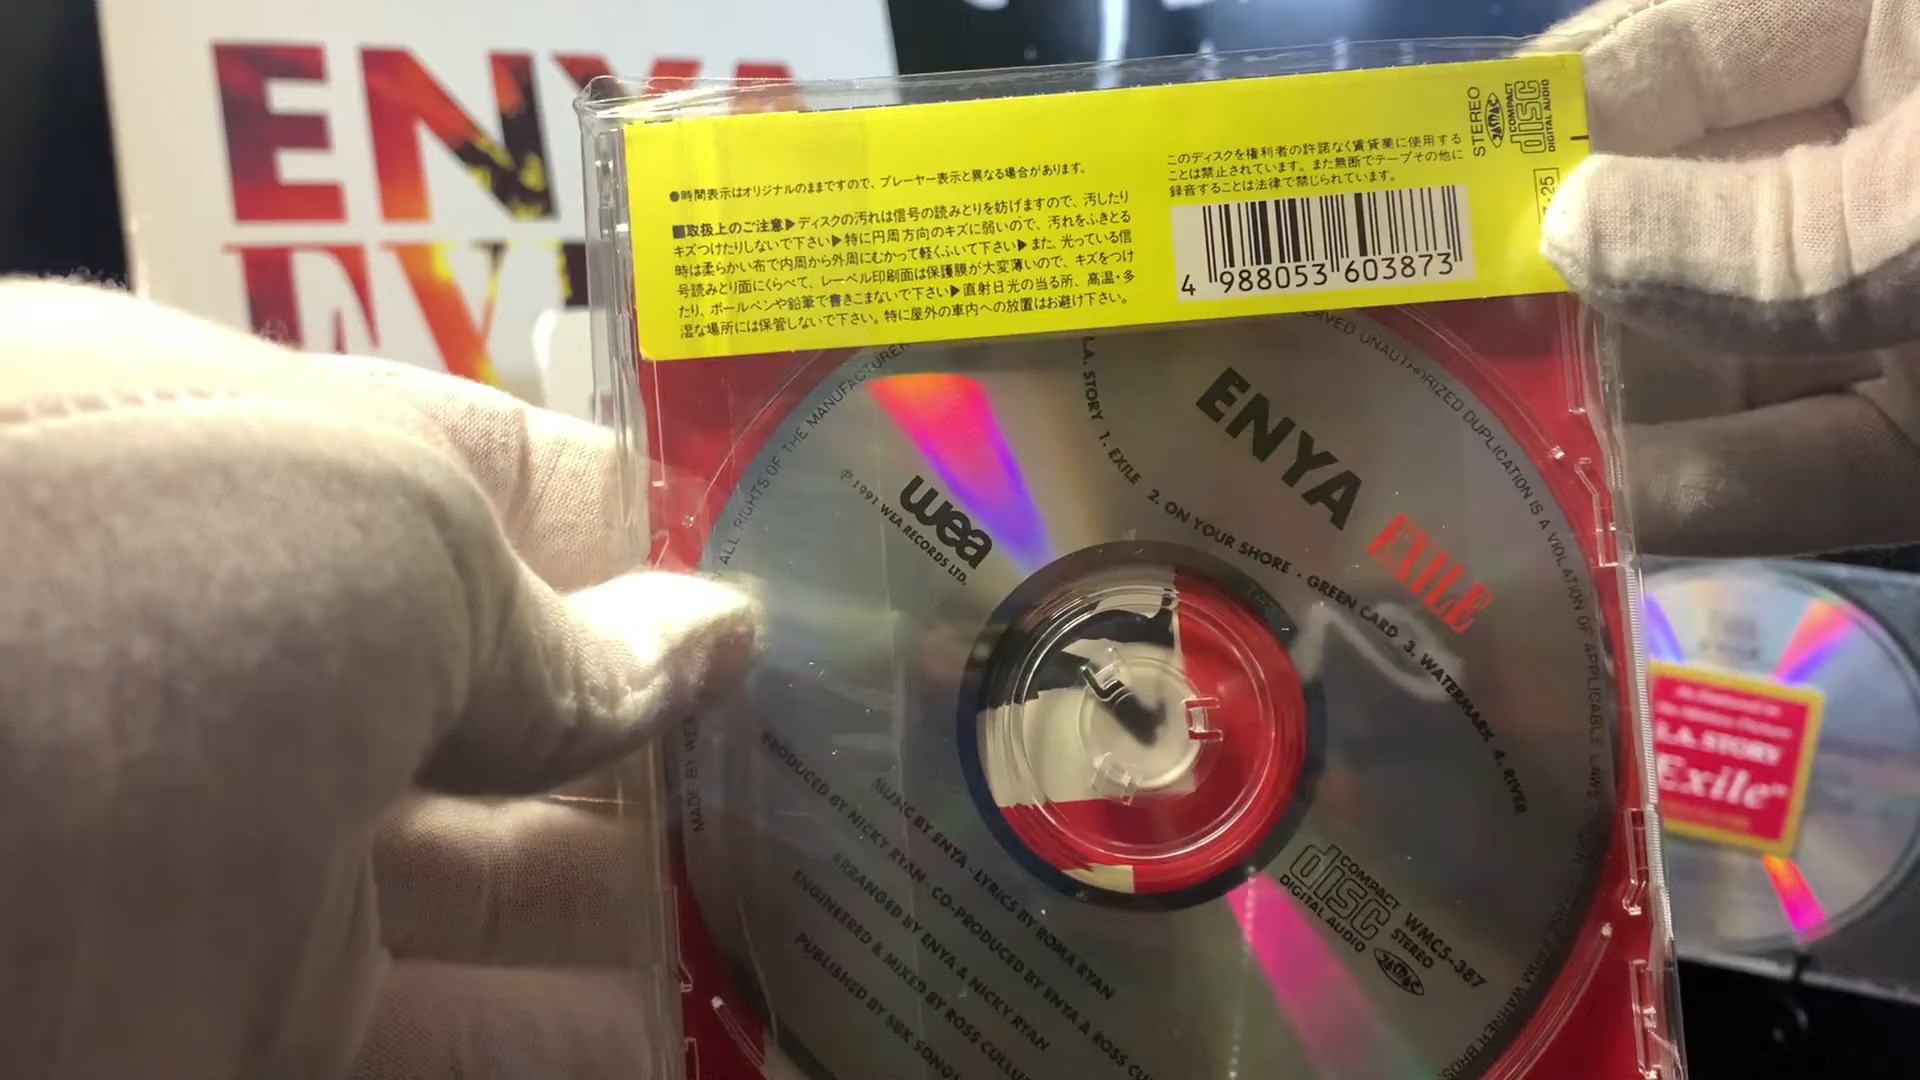 ENYA
●時間表示はオリジナルのままですので、プレーヤー表示と異なる場合があります。
■取扱上のご注意▶ディスクの汚れは信号の読みとりを妨げますので、汚したり
キズつけたりしないで下さい▶特に円周方向のキズに弱いので、汚れをふきとる
時は柔らかい布で内周から外周にむかって軽くふいて下さい▶また、光っている信
号読みとり面にくらべて、レーベル印刷面は保護膜が大変薄いので、キズをつけ
たり、ボールペンや鉛筆で書きこまないで下さい▶直射日光の当る所、高温・多
湿な場所には保管しないで下さい。特に屋外の車内への放置はお避け下さい。
このディスクを権利者の許諾なく賃貸業に使用する
ことは禁止されています。また無断でテープその他に
録音することは法律で禁じられています。
4 988053 603873
STEREO
JASRAC
COMPACT
disc
DIGITAL AUDIO
25
ALL RIGHTS OF THE MANUFACTURER
UNAUTHORIZED DUPLICATION IS A VIOLATION OF APPLICABLE LAWS
MADE BY
ENYA
EXILE
L.A. STORY 1. EXILE 2. ON YOUR SHORE · GREEN CARD 3. WATERMARK 4. RIVER
wea
℗ 1991 WEA RECORDS LTD.
MUSIC BY ENYA · LYRICS BY ROMA RYAN
PRODUCED BY NICKY RYAN · CO-PRODUCED BY ENYA & ROSS
ARRANGED BY ENYA & NICKY RYAN
ENGINEERED & MIXED BY ROSS
PUBLISHED BY SBK SONGS
COMPACT
disc
DIGITAL AUDIO
WMC5-387
STEREO
JASRAC
L.A. STORY
"Exile"